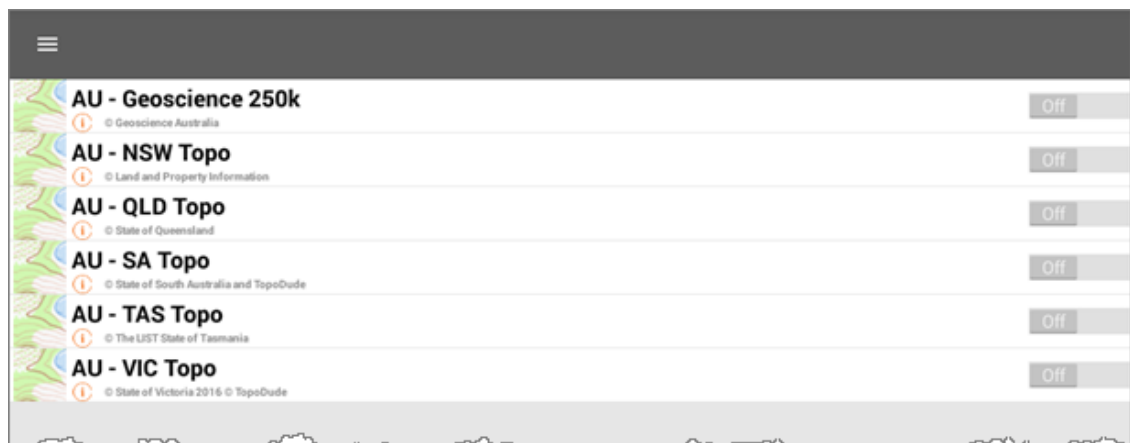 AU - Geoscience 250k
© Geoscience Australia
Off
AU - NSW Topo
© Land and Property Information
Off
AU - QLD Topo
© State of Queensland
Off
AU - SA Topo
© State of South Australia and TopoDude
Off
AU - TAS Topo
© The LIST State of Tasmania
Off
AU - VIC Topo
© State of Victoria 2016 © TopoDude
Off